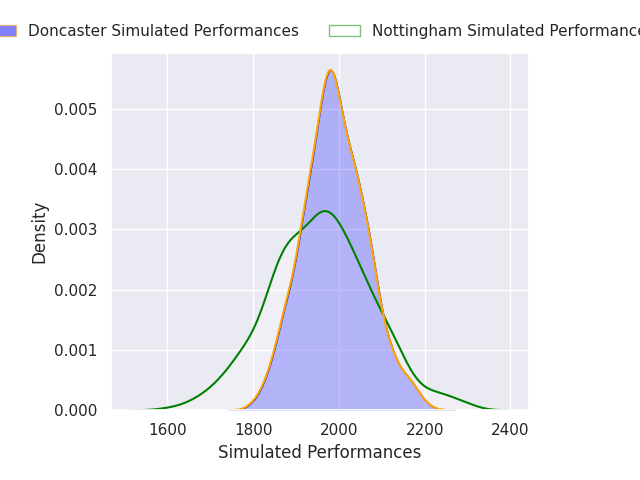 Doncaster Simulated Performances
Nottingham Simulated Performance
0.005
0.004
0.003
0.002
0.001
0.000
Density
1600 1800 2000 2200 2400
Simulated Performances